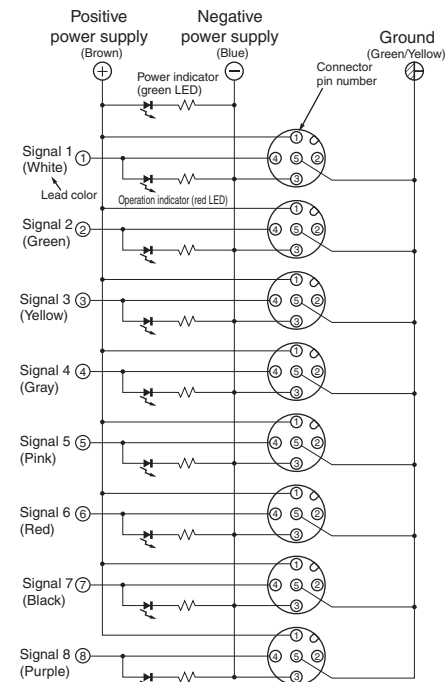 Positive
power supply
(Brown)
Negative
power supply
(Blue)
Ground
(Green/Yellow)
Power indicator
(green LED)
Connector
pin number
Signal 1 ①
(White)
Lead color
Operation indicator (red LED)
① ④ ⑤ ② ③
Signal 2 ②
(Green)
① ④ ⑤ ② ③
Signal 3 ③
(Yellow)
① ④ ⑤ ② ③
Signal 4 ④
(Gray)
① ④ ⑤ ② ③
Signal 5 ⑤
(Pink)
① ④ ⑤ ② ③
Signal 6 ⑥
(Red)
① ④ ⑤ ② ③
Signal 7 ⑦
(Black)
① ④ ⑤ ② ③
Signal 8 ⑧
(Purple)
① ④ ⑤ ② ③